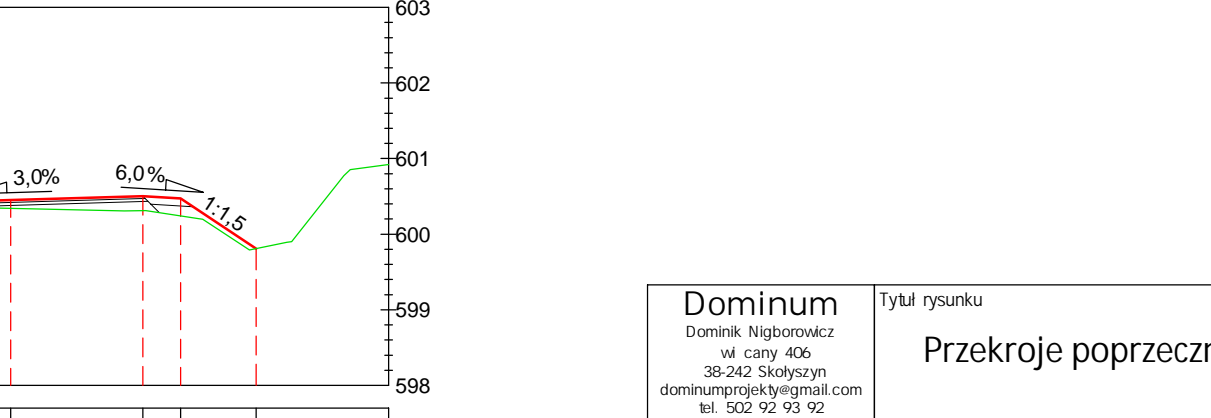 603
602
601
3,0%
6,0%
1:1,5
600
599
598
Dominum
Dominik Nigborowicz
wi cany 406
38-242 Skołyszyn
dominumprojekty@gmail.com
tel. 502 92 93 92
Tytuł rysunku
Przekroje poprzeczn